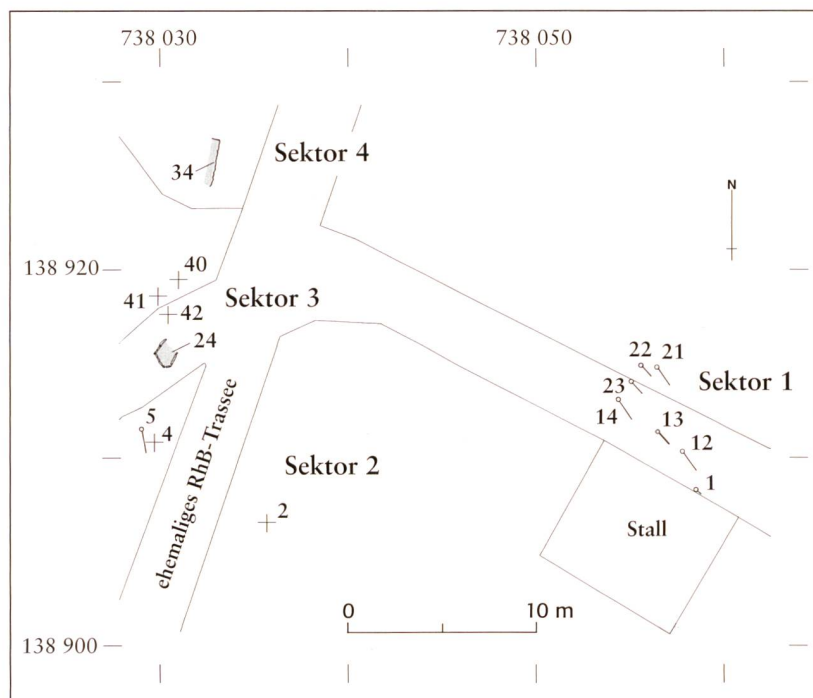 738 030
738 050
Sektor 4
34
N
138 920
40
41
Sektor 3
42
24
22
21
Sektor 1
23
14
13
12
5
4
ehemaliges RhB-Trassee
Sektor 2
1
2
Stall
0
10 m
138 900